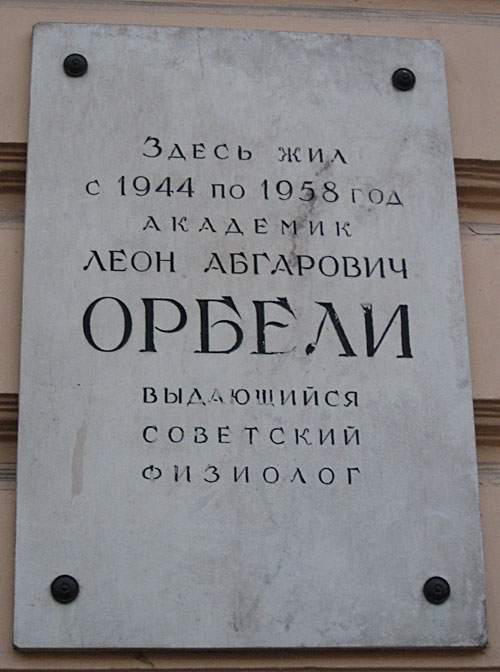 Здесь жил
с 1944 по 1958 год
академик
Леон Абгарович
ОРБЕЛИ
выдающийся
советский
физиолог